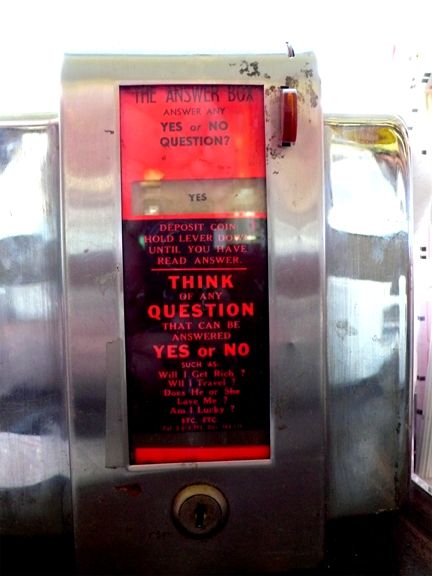 THE ANSWER BOX
ANSWER ANY
YES or NO
QUESTION?
YES
DEPOSIT COIN
HOLD LEVER DOWN
UNTIL YOU HAVE
READ ANSWER.
THINK
OF ANY
QUESTION
THAT CAN BE
ANSWERED
YES or NO
SUCH AS
Will I Get Rich ?
Will I Travel ?
Does He or She
Love Me ?
Am I Lucky ?
ETC. ETC.